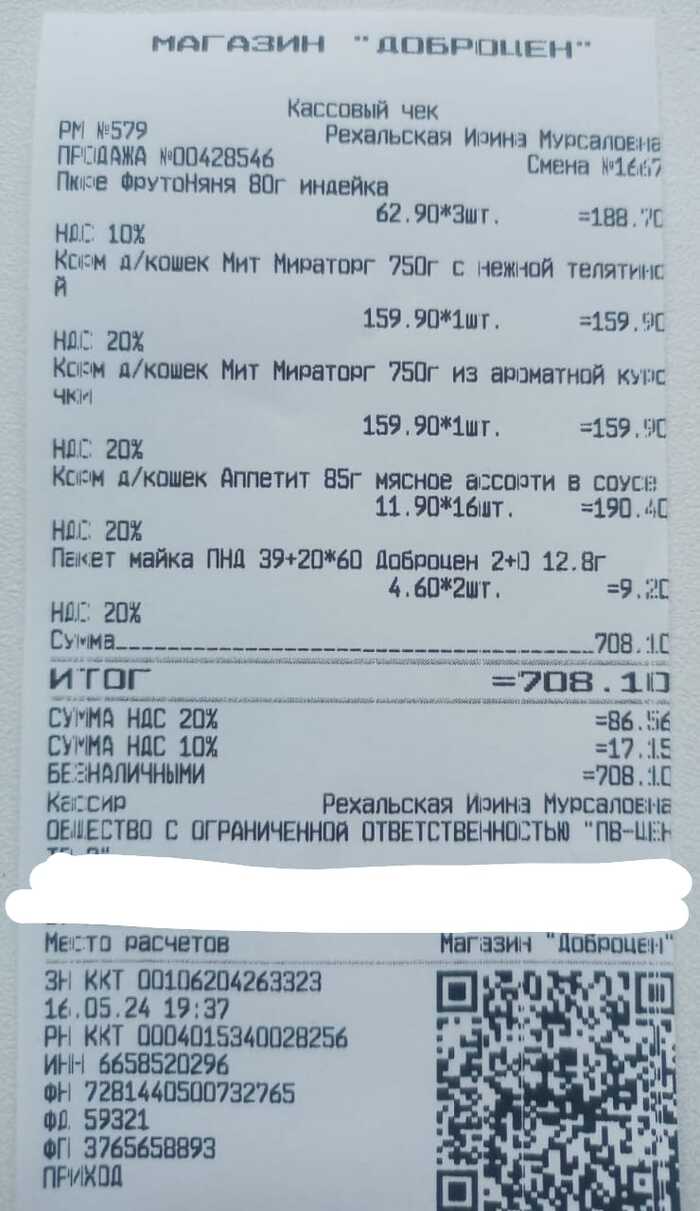 МАГАЗИН "ДОБРОЦЕН"
Кассовый чек
РМ №579 Рехальская Ирина Мурсаловна
ПРОДАЖА №00428546 Смена №1667
Пюре ФрутоНяня 80г индейка
62.90*3шт. =188.70
НДС 10%
Корм д/кошек Мит Мираторг 750г с нежной телятино
й
159.90*1шт. =159.90
НДС 20%
Корм д/кошек Мит Мираторг 750г из ароматной куро
чки
159.90*1шт. =159.90
НДС 20%
Корм д/кошек Аппетит 85г мясное ассорти в соусе
11.90*16шт. =190.40
НДС 20%
Пакет майка ПНД 39+20*60 Доброцен 2+0 12.8г
4.60*2шт. =9.20
НДС 20%
Сумма 708.10
ИТОГ =708.10
СУММА НДС 20% =86.56
СУММА НДС 10% =17.15
БЕЗНАЛИЧНЫМИ =708.10
Кассир Рехальская Ирина Мурсаловна
ОБЩЕСТВО С ОГРАНИЧЕННОЙ ОТВЕТСТВЕННОСТЬЮ "ПВ-ЦЕН
Место расчетов Магазин "Доброцен"
ЗН ККТ 00106204263323
16.05.24 19:37
РН ККТ 0004015340028256
ИНН 6658520296
ФН 7281440500732765
ФД 59321
ФП 3765658893
ПРИХОД